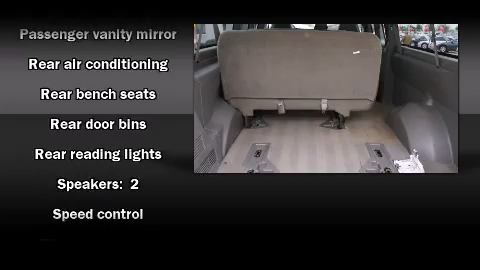 Passenger vanity mirror
Rear air conditioning
Rear bench seats
Rear door bins
Rear reading lights
Speakers: 2
Speed control